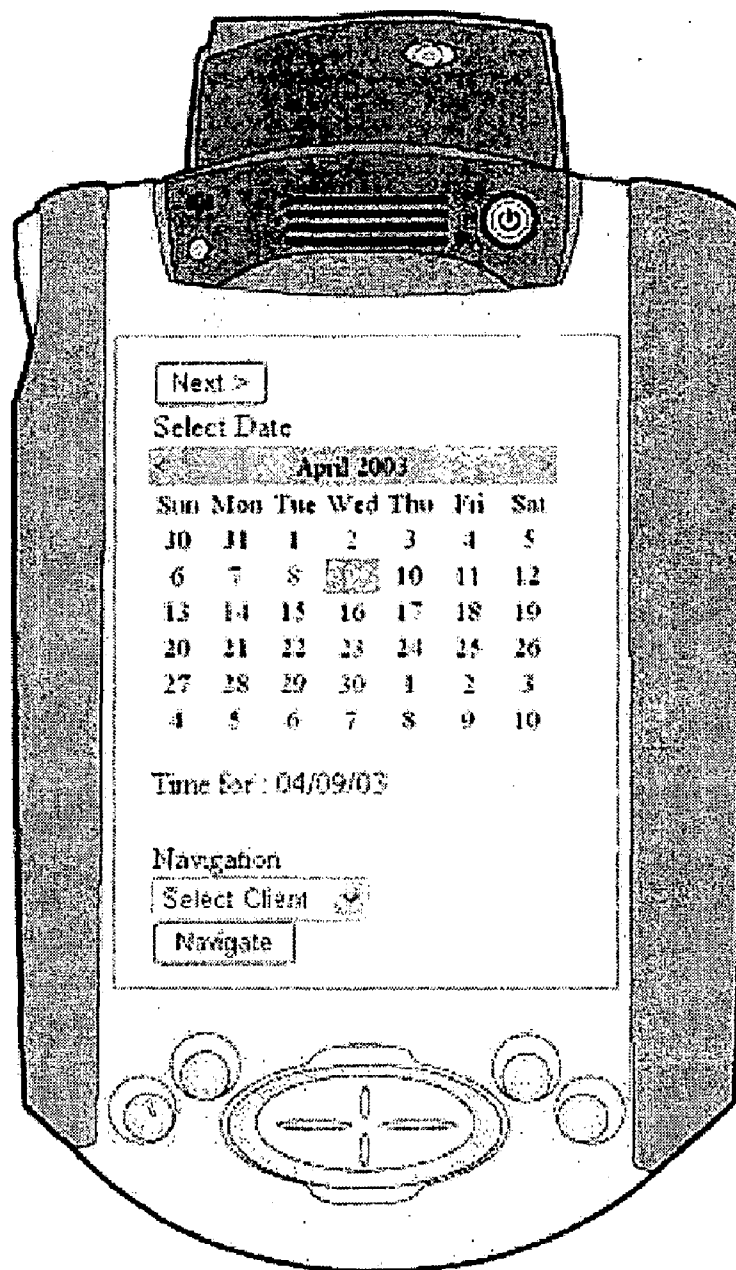 Next >
Select Date
< April 2003 >
Sun Mon Tue Wed Thu Fri Sat
30 31 1 2 3 4 5
6 7 8 9 10 11 12
13 14 15 16 17 18 19
20 21 22 23 24 25 26
27 28 29 30 1 2 3
4 5 6 7 8 9 10
Time for : 04/09/03
Navigation
Select Client
Navigate